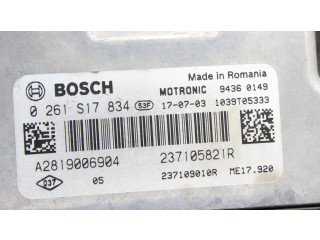 BOSCH
Made in Romania
MOTRONIC 9436 0149
0 261 S17 834 53F 17-07-03 1039T05333
A2819006904 237105821R
037 05 237109010R ME17.920